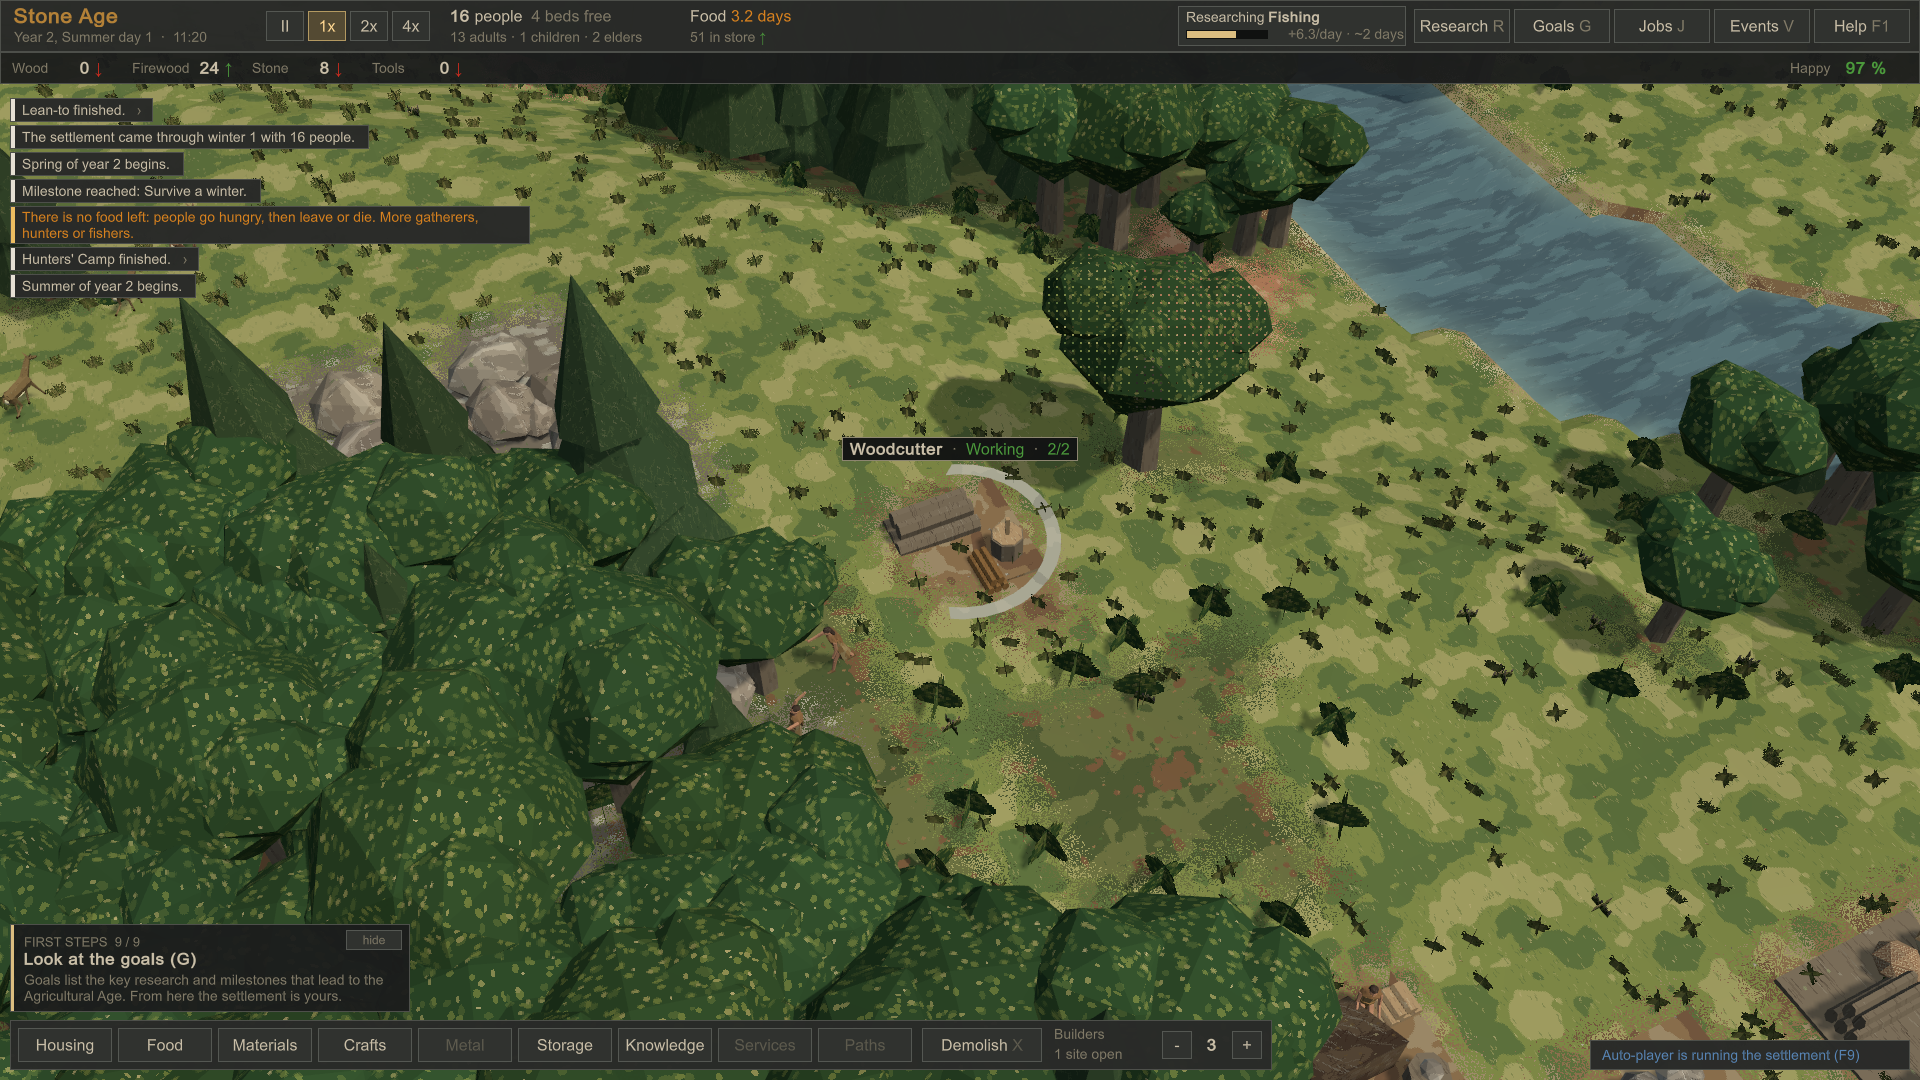 Stone Age
Year 2, Summer day 1 · 11:20
II 1x 2x 4x
16 people 4 beds free
13 adults · 1 children · 2 elders
Food 3.2 days
51 in store ↑
Researching Fishing
+6.3/day · ~2 days
Research R
Goals G
Jobs J
Events V
Help F1
Wood 0 ↓ Firewood 24 ↑ Stone 8 ↓ Tools 0 ↓
Happy 97 %
Lean-to finished. ›
The settlement came through winter 1 with 16 people.
Spring of year 2 begins.
Milestone reached: Survive a winter.
There is no food left: people go hungry, then leave or die. More gatherers,
hunters or fishers.
Hunters' Camp finished. ›
Summer of year 2 begins.
Woodcutter · Working · 2/2
FIRST STEPS 9 / 9
hide
Look at the goals (G)
Goals list the key research and milestones that lead to the
Agricultural Age. From here the settlement is yours.
Housing
Food
Materials
Crafts
Metal
Storage
Knowledge
Services
Paths
Demolish X
Builders
1 site open
- 3 +
Auto-player is running the settlement (F9)